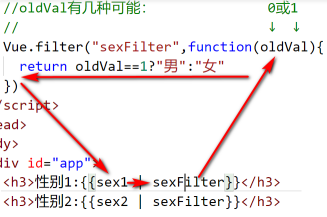 //oldVal有几种可能： 0或1
// ↓ ↓
Vue.filter("sexFilter",function(oldVal){
return oldVal==1?"男":"女"
})
/script>
ead>
dy>
div id="app">
<h3>性别1:{{sex1 | sexFilter}}</h3>
<h3>性别2:{{sex2 | sexFilter}}</h3>